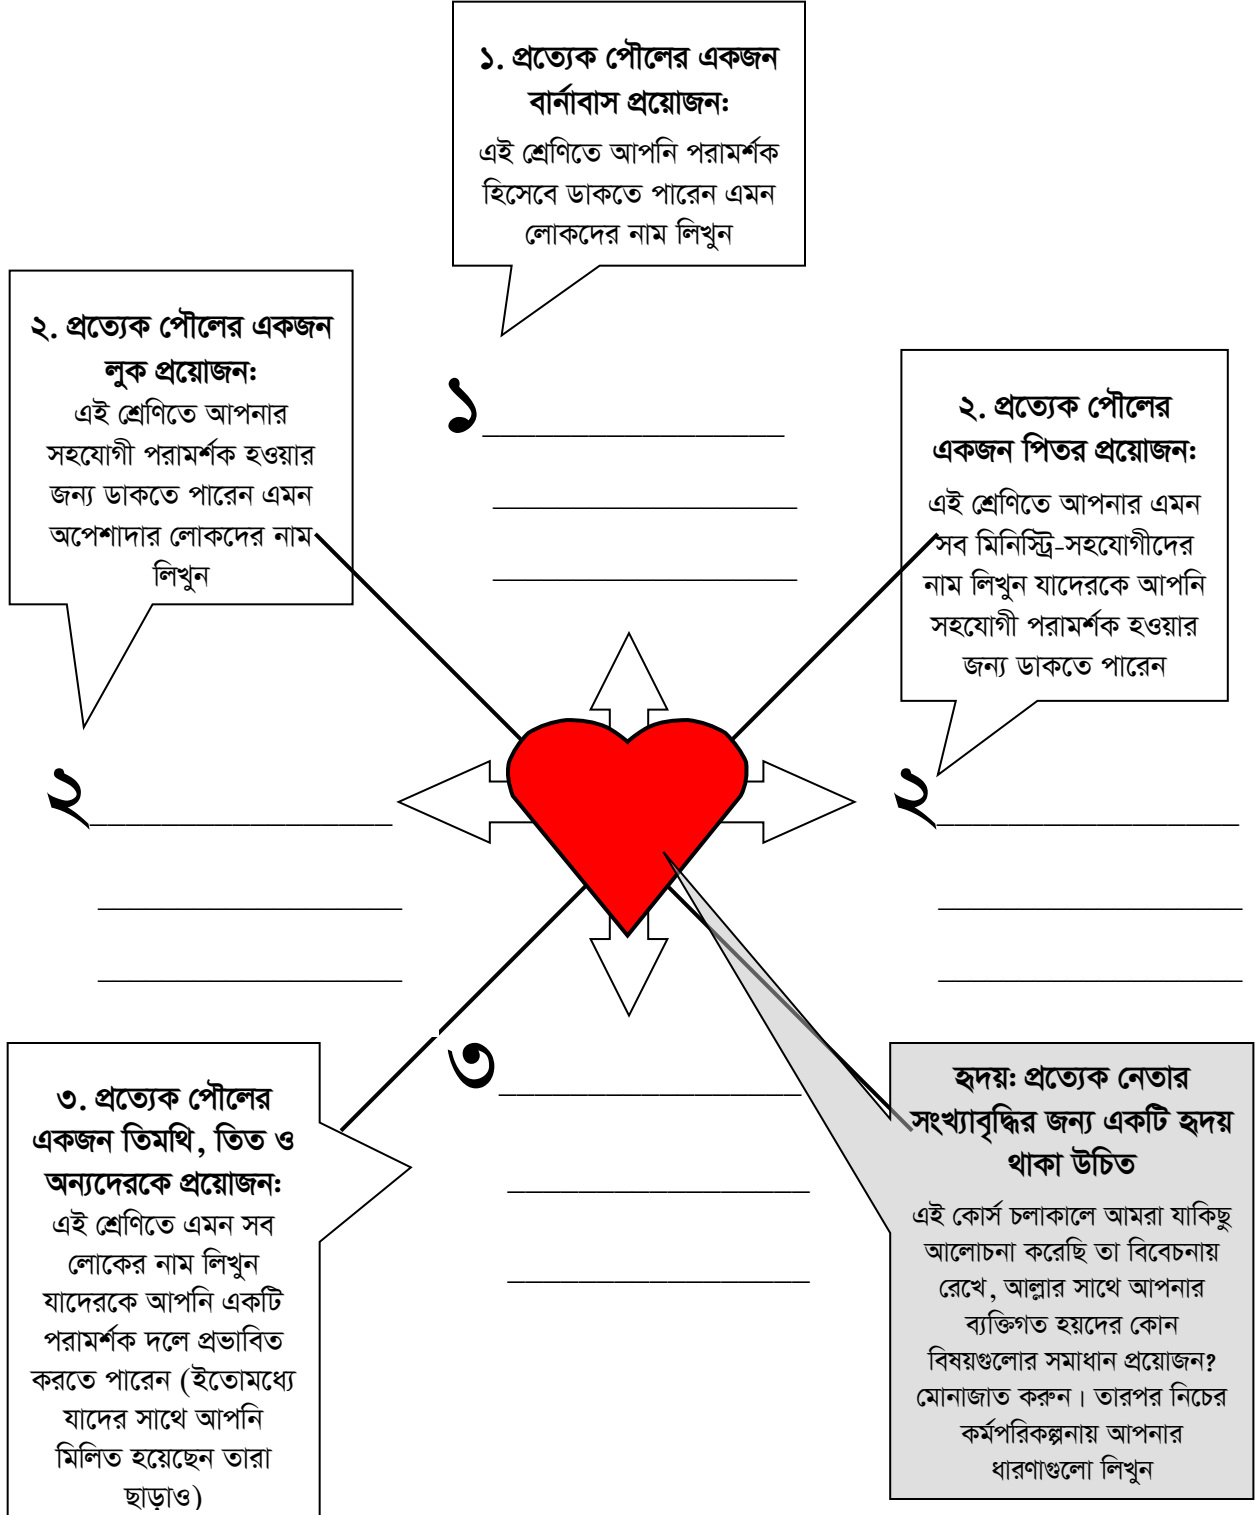 ১. প্রত্যেক পৌলের একজন
বার্নাবাস প্রয়োজন:
এই শ্রেণিতে আপনি পরামর্শক
হিসেবে ডাকতে পারেন এমন
লোকদের নাম লিখুন
২. প্রত্যেক পৌলের একজন
লুক প্রয়োজন:
এই শ্রেণিতে আপনার
সহযোগী পরামর্শক হওয়ার
জন্য ডাকতে পারেন এমন
অপেশাদার লোকদের নাম
লিখুন
২. প্রত্যেক পৌলের
একজন পিতর প্রয়োজন:
এই শ্রেণিতে আপনার এমন
সব মিনিস্ট্রি-সহযোগীদের
নাম লিখুন যাদেরকে আপনি
সহযোগী পরামর্শক হওয়ার
জন্য ডাকতে পারেন
১
২
২
৩
৩. প্রত্যেক পৌলের
একজন তিমথি, তিত ও
অন্যদেরকে প্রয়োজন:
এই শ্রেণিতে এমন সব
লোকের নাম লিখুন
যাদেরকে আপনি একটি
পরামর্শক দলে প্রভাবিত
করতে পারেন (ইতোমধ্যে
যাদের সাথে আপনি
মিলিত হয়েছেন তারা
ছাড়াও)
হৃদয়: প্রত্যেক নেতার
সংখ্যাবৃদ্ধির জন্য একটি হৃদয়
থাকা উচিত
এই কোর্স চলাকালে আমরা যাকিছু
আলোচনা করেছি তা বিবেচনায়
রেখে, আল্লার সাথে আপনার
ব্যক্তিগত হয়দের কোন
বিষয়গুলোর সমাধান প্রয়োজন?
মোনাজাত করুন। তারপর নিচের
কর্মপরিকল্পনায় আপনার
ধারণাগুলো লিখুন